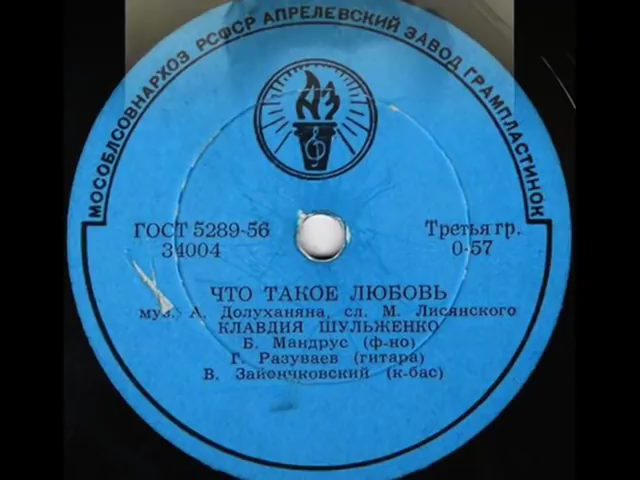 МОСОБЛСОВНАРХОЗ РСФСР АПРЕЛЕВСКИЙ ЗАВОД ГРАМПЛАСТИНОК
АЗ
ГОСТ 5289-56
34004
Третья гр.
0-57
ЧТО ТАКОЕ ЛЮБОВЬ
муз. А. Долуханяна, сл. М. Лисянского
КЛАВДИЯ ШУЛЬЖЕНКО
Б. Мандрус (ф-но)
Г. Разуваев (гитара)
В. Зайончковский (к-бас)